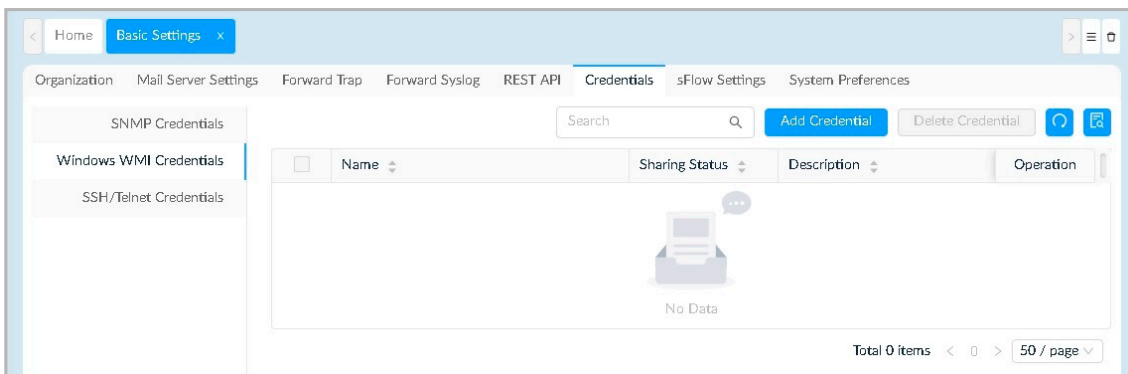 Home Basic Settings x
Organization Mail Server Settings Forward Trap Forward Syslog REST API Credentials sFlow Settings System Preferences
SNMP Credentials
Windows WMI Credentials
SSH/Telnet Credentials
Search Add Credential Delete Credential
Name Sharing Status Description Operation
No Data
Total 0 items < 0 > 50 / page